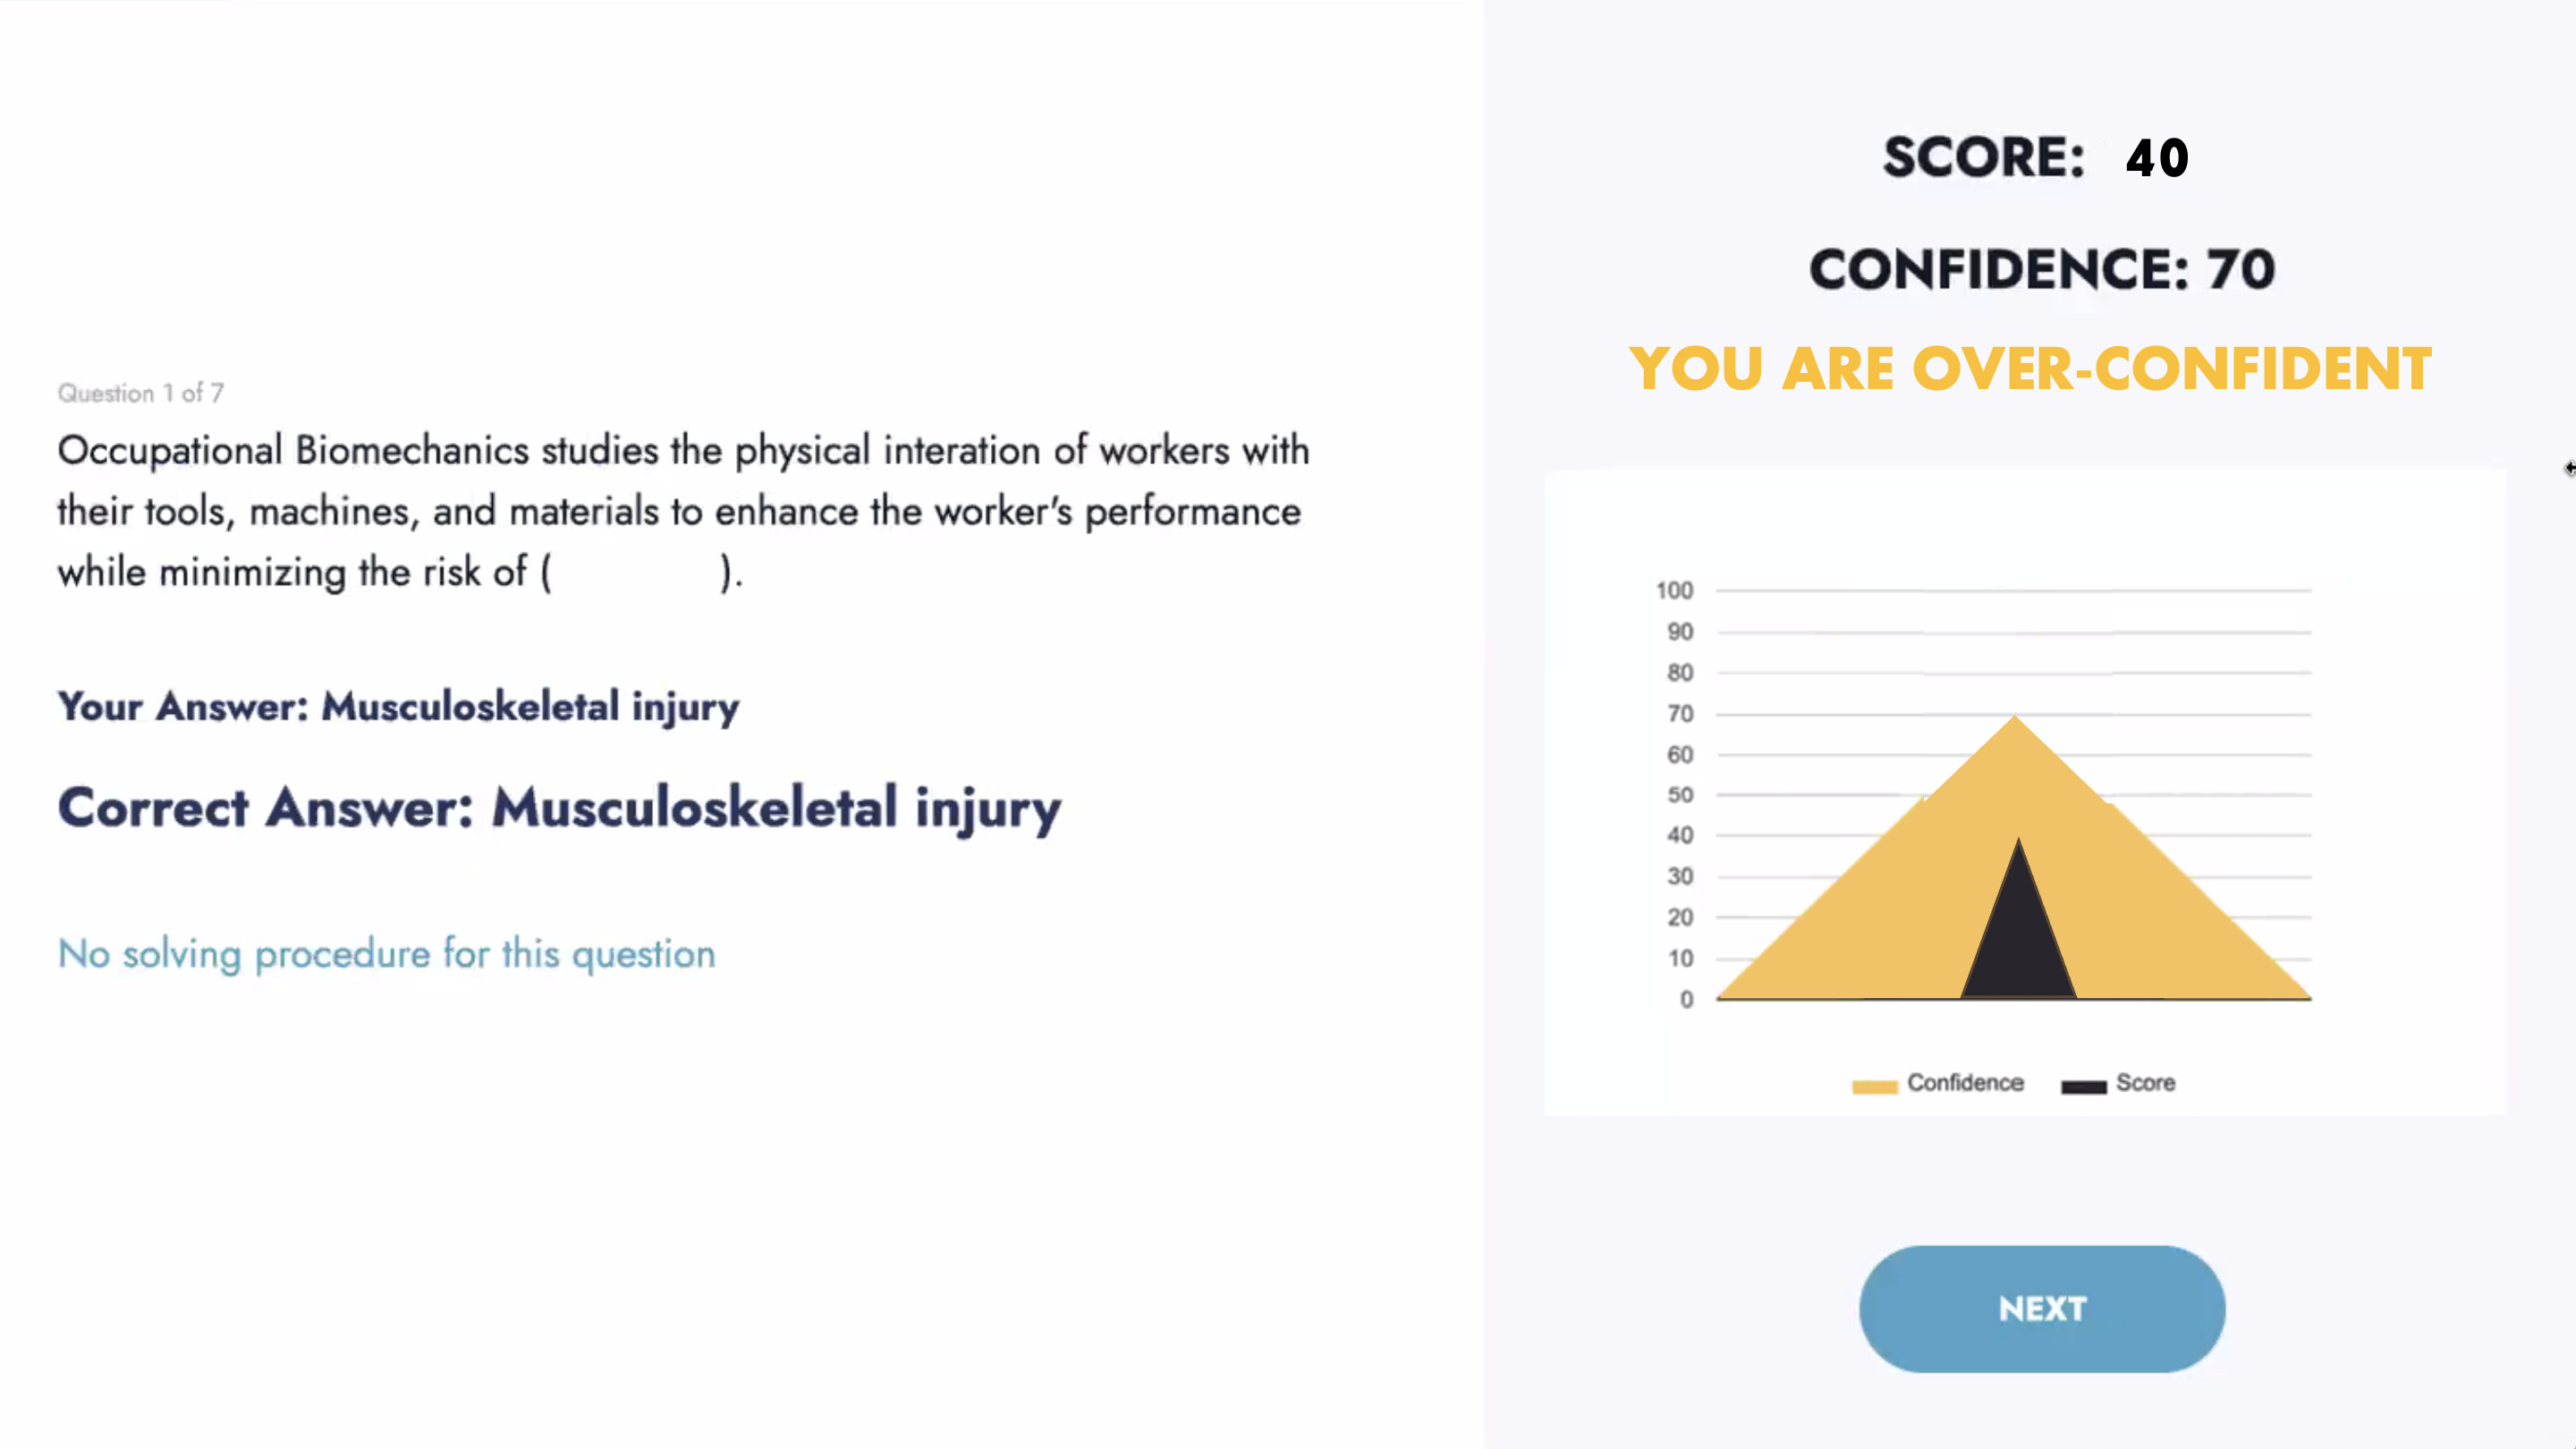 Question 1 of 7
Occupational Biomechanics studies the physical interation of workers with
their tools, machines, and materials to enhance the worker's performance
while minimizing the risk of ( ).
Your Answer: Musculoskeletal injury
Correct Answer: Musculoskeletal injury
No solving procedure for this question
SCORE: 40
CONFIDENCE: 70
YOU ARE OVER-CONFIDENT
100
90
80
70
60
50
40
30
20
10
0
Confidence Score
NEXT